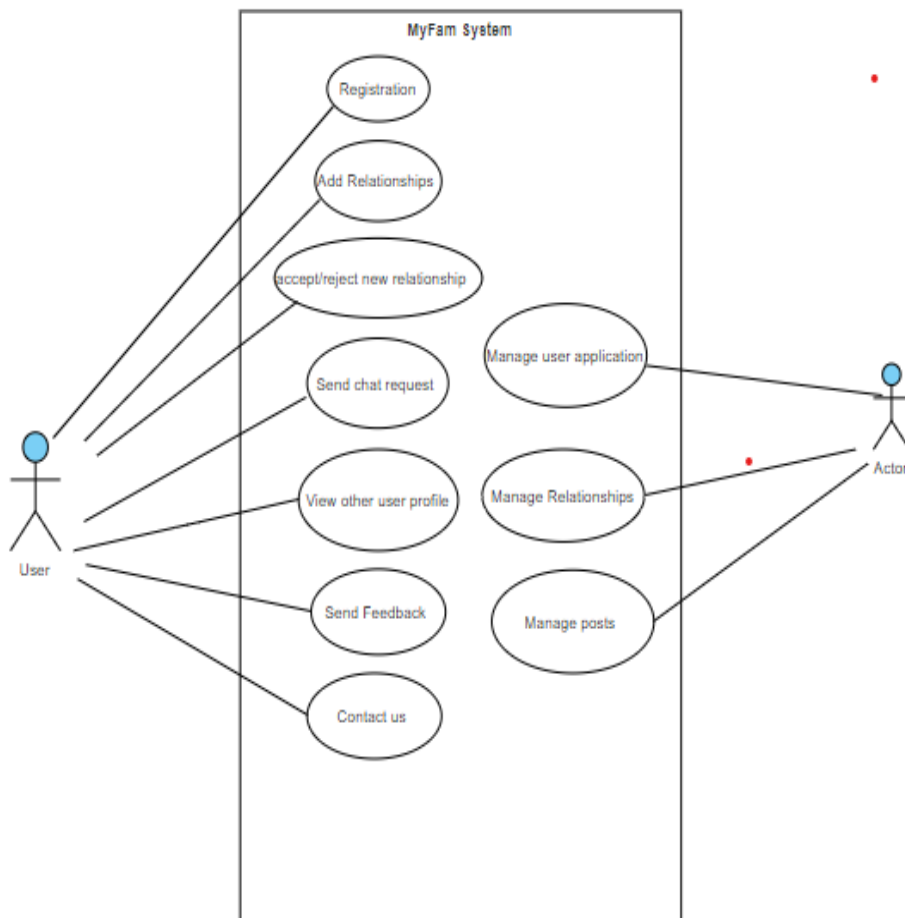 MyFam System
Registration
Add Relationships
accept/reject new relationship
Manage user application
Send chat request
Actor
View other user profile
Manage Relationships
User
Send Feedback
Manage posts
Contact us